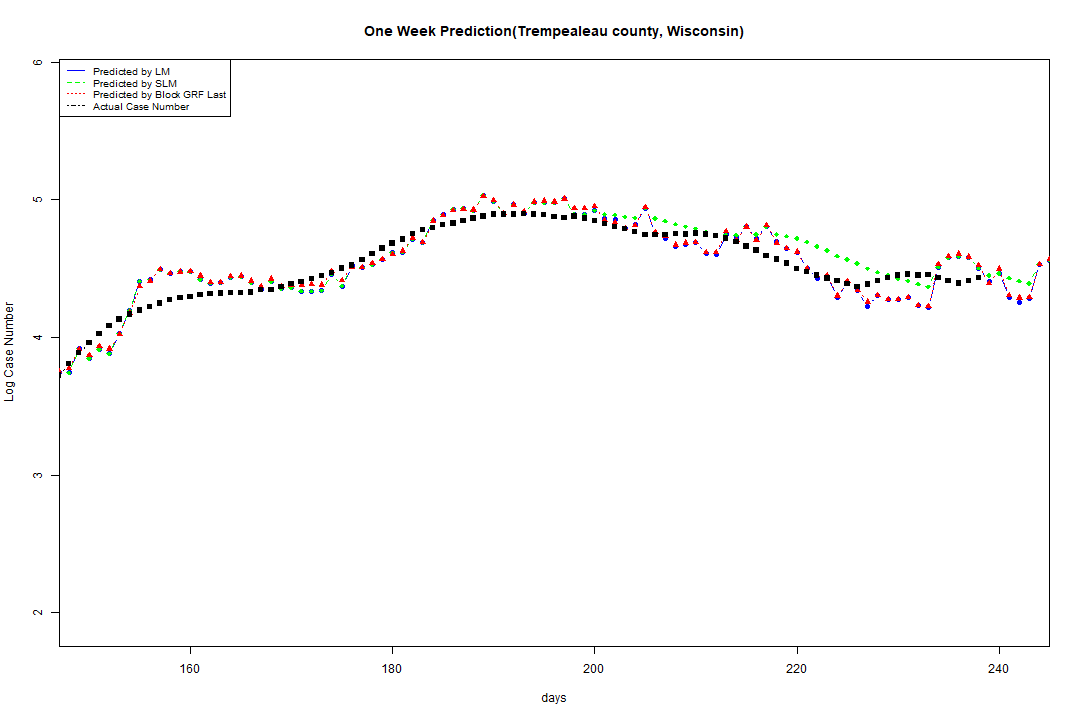 One Week Prediction(Trempealeau county, Wisconsin)
Predicted by LM
Predicted by SLM
Predicted by Block GRF Last
Actual Case Number
6
5
4
3
2
Log Case Number
160 180 200 220 240
days